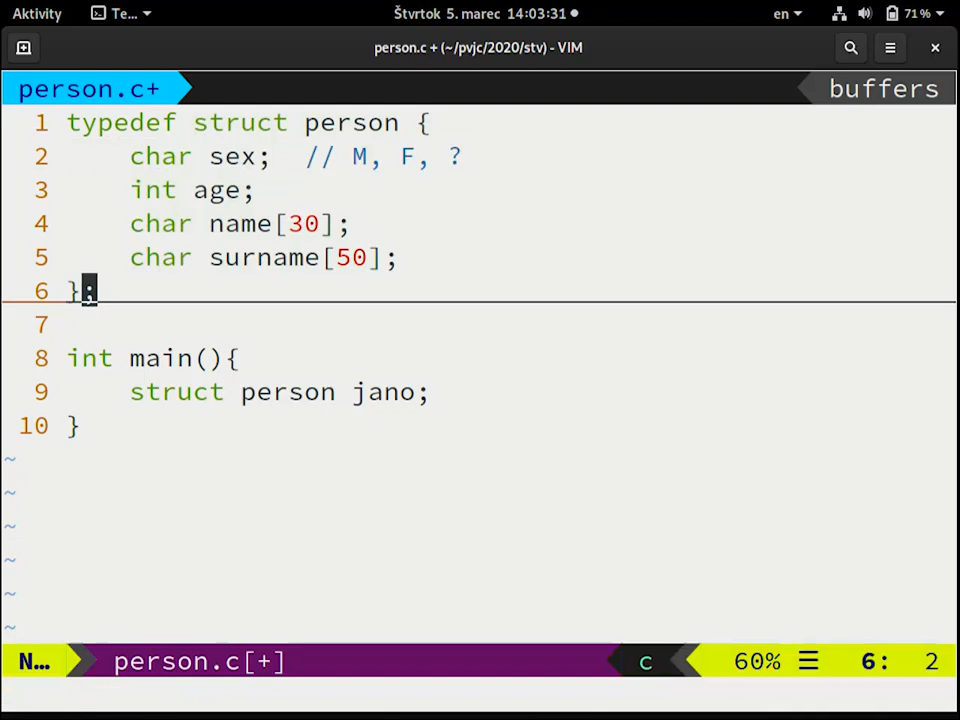 Aktivity Te... Štvrtok 5. marec 14:03:31 en 71%
person.c + (~/pvjc/2020/stv) - VIM
person.c+ buffers
1 typedef struct person {
2 char sex; // M, F, ?
3 int age;
4 char name[30];
5 char surname[50];
6 };
7
8 int main(){
9 struct person jano;
10 }
~
~
~
~
~
~
N... person.c[+] c 60% ☰ 6: 2